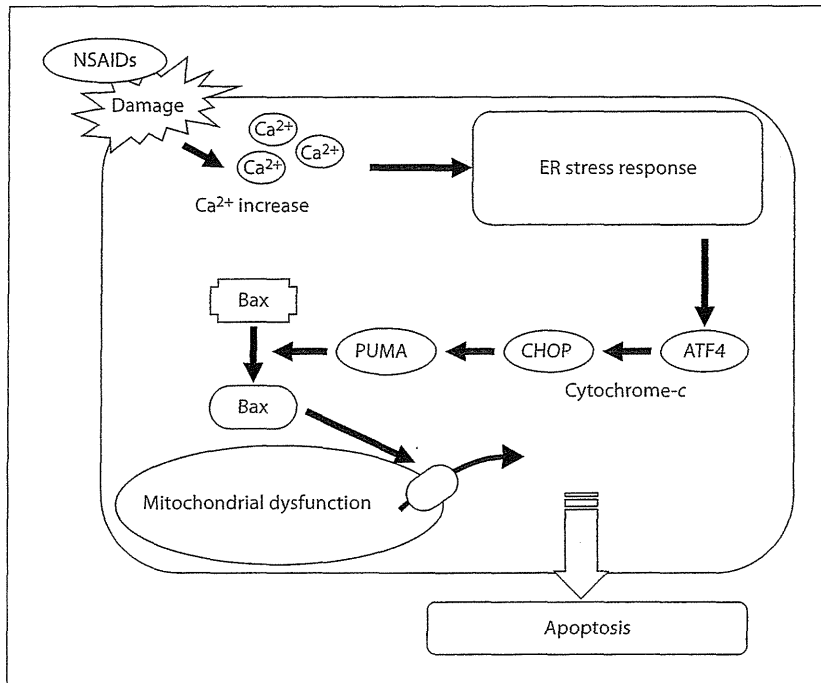 NSAIDs
Damage
Ca²⁺
Ca²⁺
Ca²⁺
Ca²⁺ increase
ER stress response
Bax
PUMA
CHOP
ATF4
Cytochrome-c
Bax
Mitochondrial dysfunction
Apoptosis